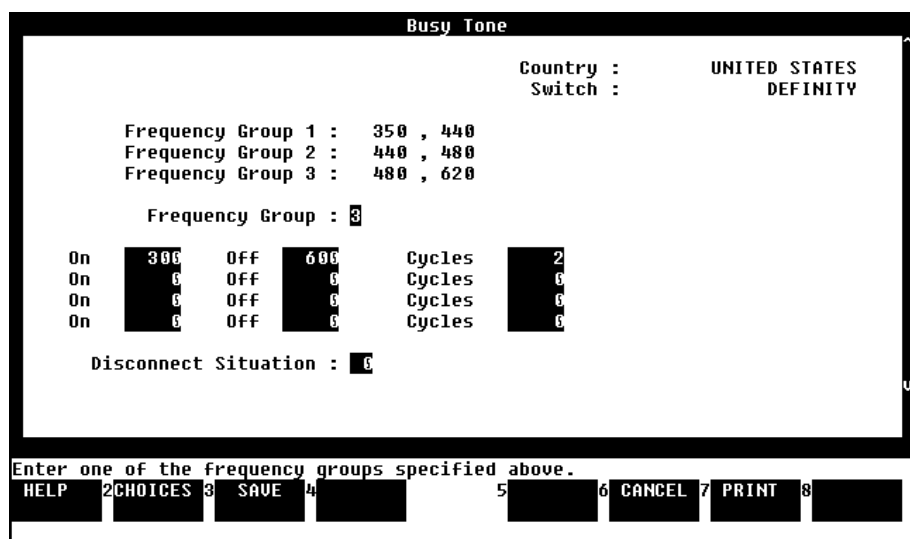 Busy Tone
Country : UNITED STATES
Switch : DEFINITY
Frequency Group 1 : 350 , 440
Frequency Group 2 : 440 , 480
Frequency Group 3 : 480 , 620
Frequency Group : 3
On 300 Off 600 Cycles 2
On 0 Off 0 Cycles 0
On 0 Off 0 Cycles 0
On 0 Off 0 Cycles 0
Disconnect Situation : 0
Enter one of the frequency groups specified above.
HELP 2CHOICES 3 SAVE 4 5 6 CANCEL 7 PRINT 8